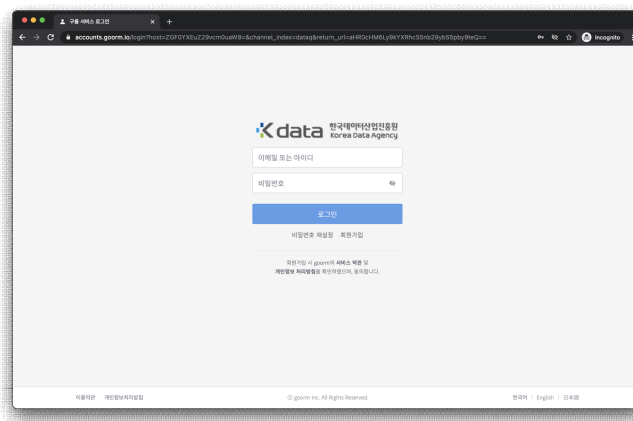 구름 서비스 로그인
accounts.goorm.io/login?host=ZGF0YXEuZ29vcm0uaW8=&channel_index=dataq&return_url=aHR0cHM6Ly9kYXRhcS5nb29ybS5pby9teQ==
Incognito
Kdata 한국데이터산업진흥원
Korea Data Agency
이메일 또는 아이디
비밀번호
로그인
비밀번호 재설정 회원가입
회원가입 시 goorm의 서비스 약관 및
개인정보 처리방침을 확인하였으며, 동의합니다.
이용약관 개인정보처리방침
© goorm Inc. All Rights Reserved.
한국어 | English | 日本語